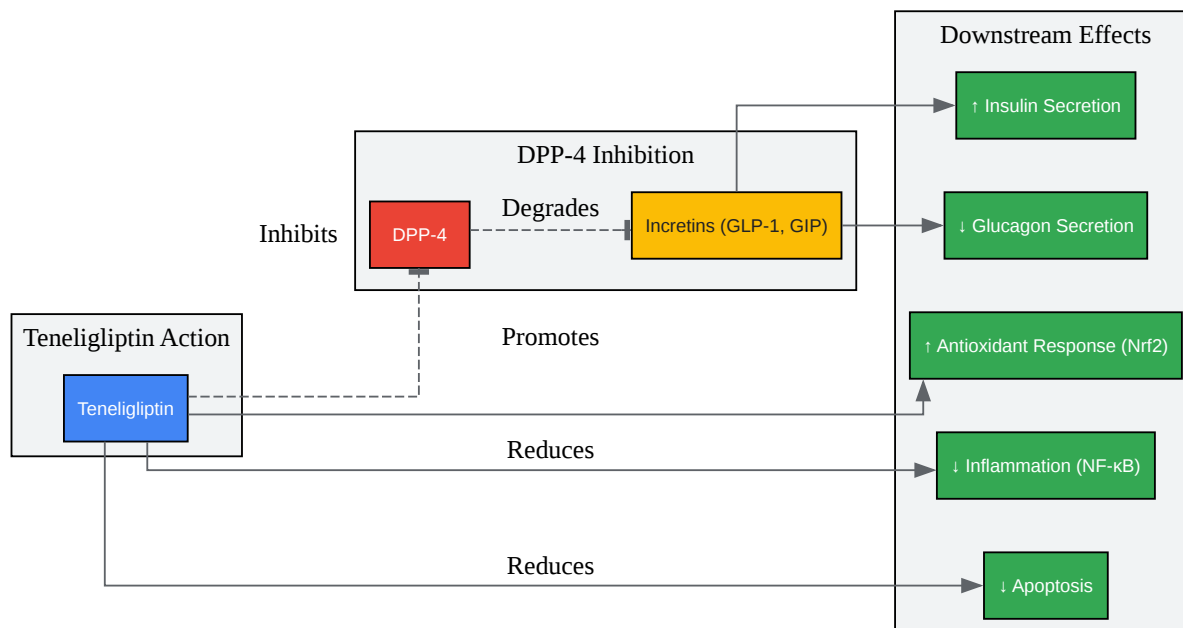 Downstream Effects
↑ Insulin Secretion
DPP-4 Inhibition
Degrades
Incretins (GLP-1, GIP)
DPP-4
Inhibits
↓ Glucagon Secretion
Teneligliptin Action
Promotes
↑ Antioxidant Response (Nrf2)
Teneligliptin
Reduces
↓ Inflammation (NF-κB)
Reduces
↓ Apoptosis